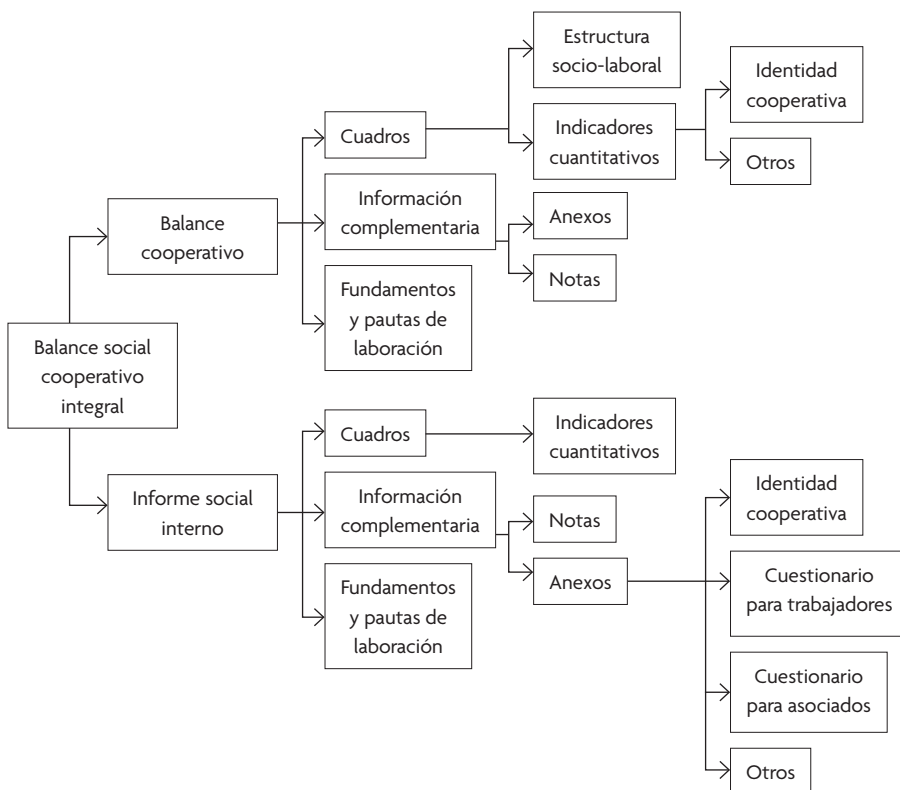 Balance social
cooperativo
integral
Balance
cooperativo
Cuadros
Estructura
socio-laboral
Indicadores
cuantitativos
Identidad
cooperativa
Otros
Información
complementaria
Anexos
Notas
Fundamentos
y pautas de
laboración
Informe social
interno
Cuadros
Indicadores
cuantitativos
Información
complementaria
Notas
Anexos
Identidad
cooperativa
Cuestionario
para trabajadores
Cuestionario
para asociados
Otros
Fundamentos
y pautas de
laboración